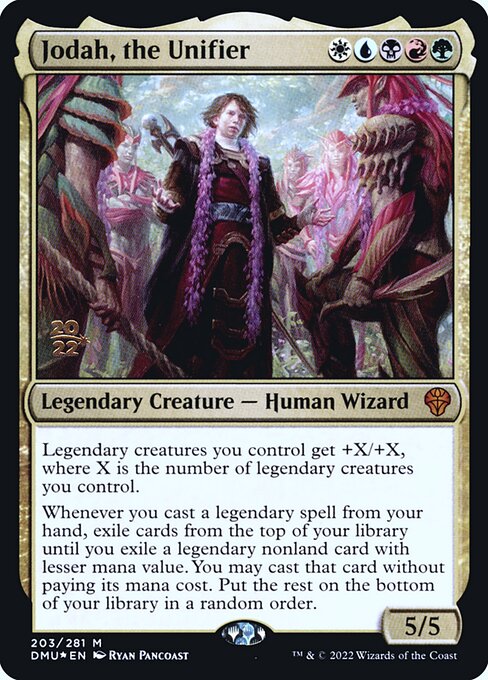 Jodah, the Unifier
20
22
Legendary Creature — Human Wizard
Legendary creatures you control get +X/+X,
where X is the number of legendary creatures
you control.
Whenever you cast a legendary spell from your
hand, exile cards from the top of your library
until you exile a legendary nonland card with
lesser mana value. You may cast that card without
paying its mana cost. Put the rest on the bottom
of your library in a random order.
5/5
203/281 M
DMU★EN Ryan Pancoast
™ & © 2022 Wizards of the Coast